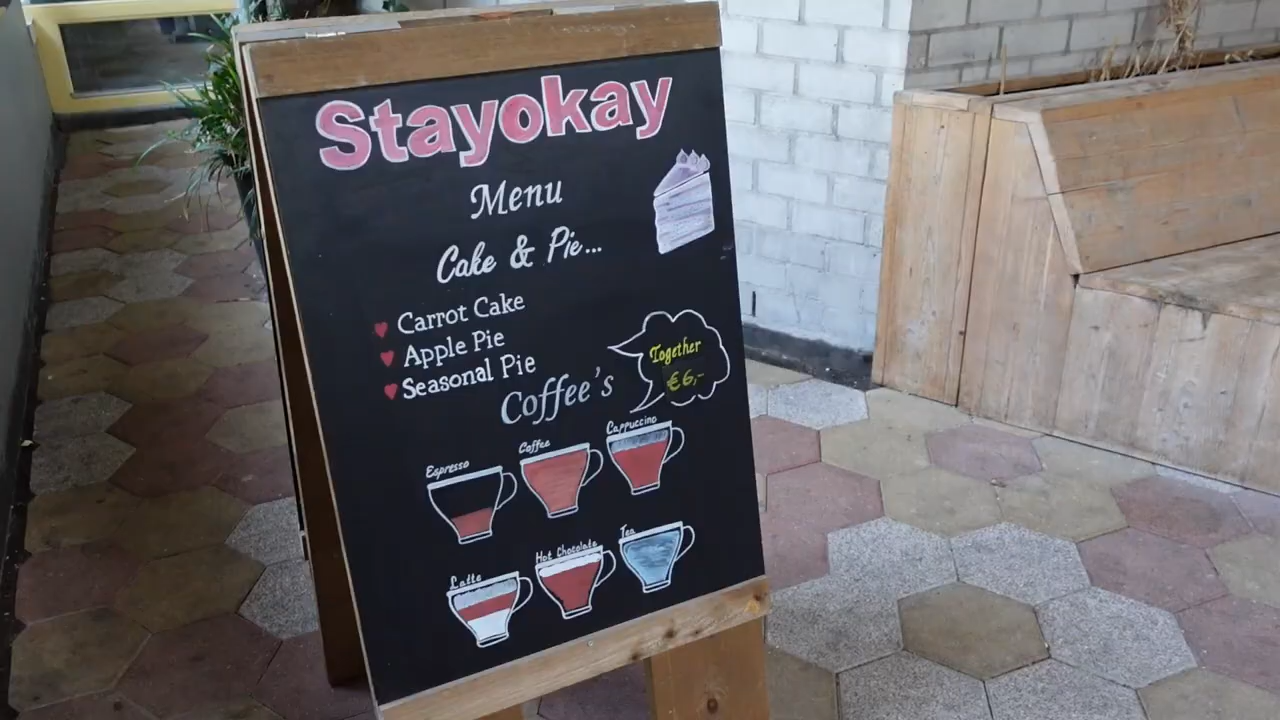 Stayokay
Menu
Cake & Pie...
Carrot Cake
Apple Pie
Seasonal Pie
Together
€6,-
Coffee's
Espresso
Coffee
Cappuccino
Latte
Hot Chocolate
Tea